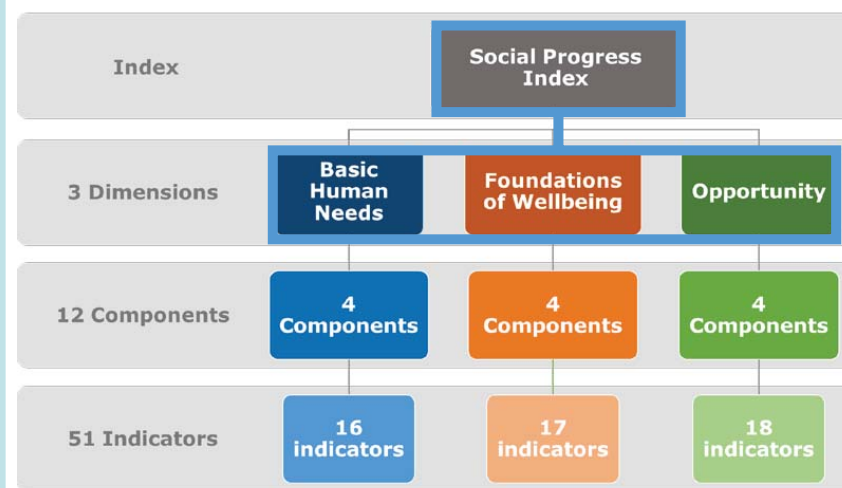 Index
Social Progress
Index
3 Dimensions
Basic
Human
Needs
Foundations
of Wellbeing
Opportunity
12 Components
4
Components
4
Components
4
Components
51 Indicators
16
indicators
17
indicators
18
indicators